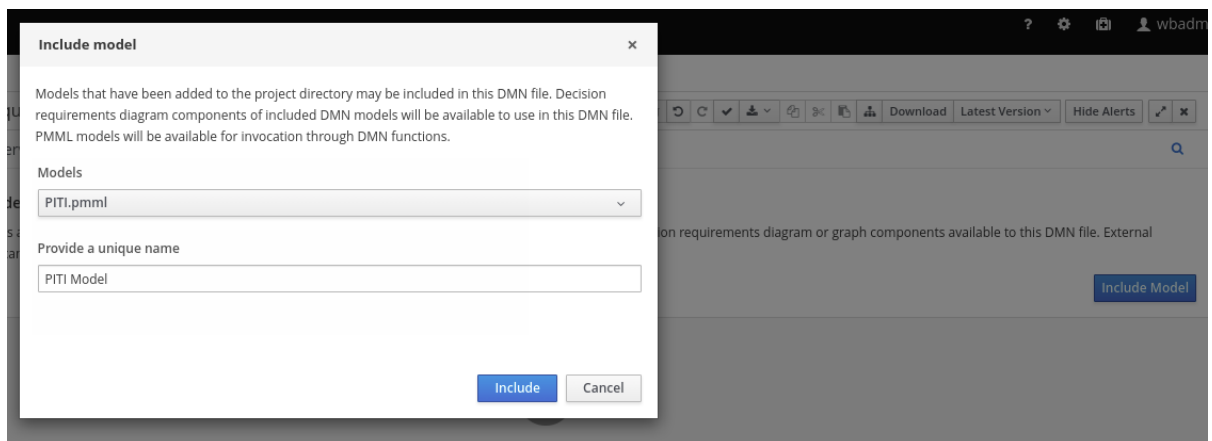 ? wbadm
Include model ×
Models that have been added to the project directory may be included in this DMN file. Decision
requirements diagram components of included DMN models will be available to use in this DMN file.
PMML models will be available for invocation through DMN functions.
Download Latest Version Hide Alerts
Models
PITI.pmml
ion requirements diagram or graph components available to this DMN file. External
Provide a unique name
PITI Model
Include Model
Include Cancel